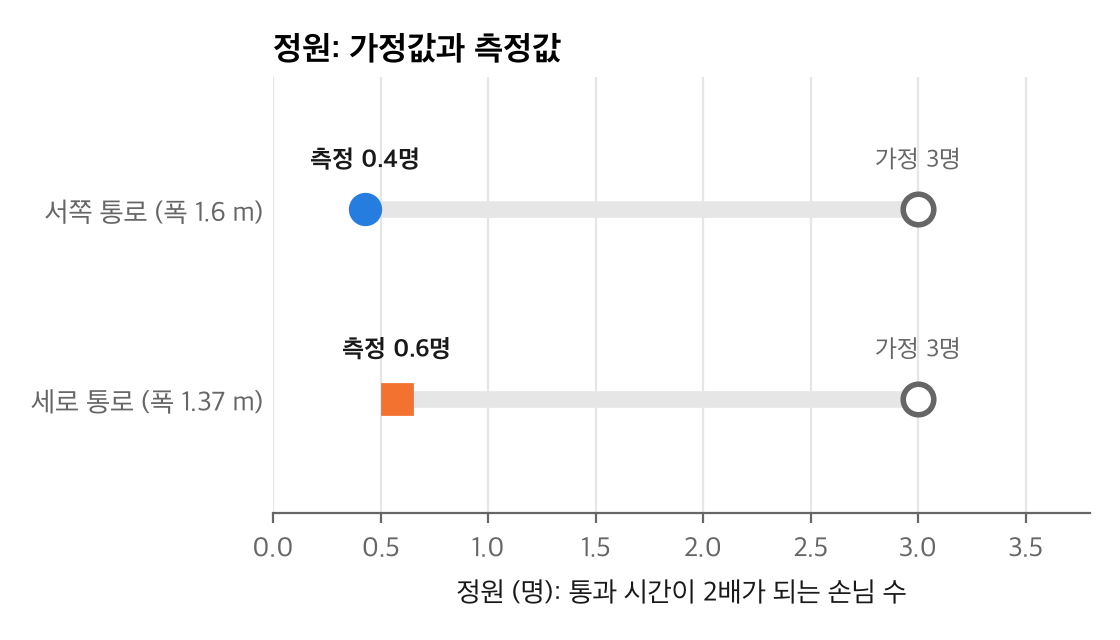 정원: 가정값과 측정값
측정 0.4명
가정 3명
서쪽 통로 (폭 1.6 m)
측정 0.6명
가정 3명
세로 통로 (폭 1.37 m)
0.0 0.5 1.0 1.5 2.0 2.5 3.0 3.5
정원 (명): 통과 시간이 2배가 되는 손님 수